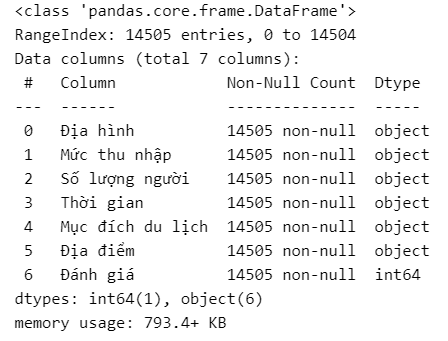 <class 'pandas.core.frame.DataFrame'>
RangeIndex: 14505 entries, 0 to 14504
Data columns (total 7 columns):
 #   Column            Non-Null Count  Dtype
---  ------            --------------  -----
 0   Địa hình          14505 non-null  object
 1   Mức thu nhập      14505 non-null  object
 2   Số lượng người    14505 non-null  object
 3   Thời gian         14505 non-null  object
 4   Mục đích du lịch  14505 non-null  object
 5   Địa điểm          14505 non-null  object
 6   Đánh giá          14505 non-null  int64
dtypes: int64(1), object(6)
memory usage: 793.4+ KB